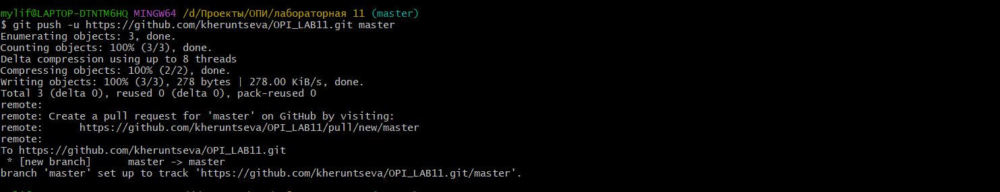 mylif@LAPTOP-DTNTM6HQ MINGW64 /d/Проекты/ОПИ/лабораторная 11 (master)
$ git push -u https://github.com/kheruntseva/OPI_LAB11.git master
Enumerating objects: 3, done.
Counting objects: 100% (3/3), done.
Delta compression using up to 8 threads
Compressing objects: 100% (2/2), done.
Writing objects: 100% (3/3), 278 bytes | 278.00 KiB/s, done.
Total 3 (delta 0), reused 0 (delta 0), pack-reused 0
remote:
remote: Create a pull request for 'master' on GitHub by visiting:
remote:      https://github.com/kheruntseva/OPI_LAB11/pull/new/master
remote:
To https://github.com/kheruntseva/OPI_LAB11.git
 * [new branch]      master -> master
branch 'master' set up to track 'https://github.com/kheruntseva/OPI_LAB11.git/master'.